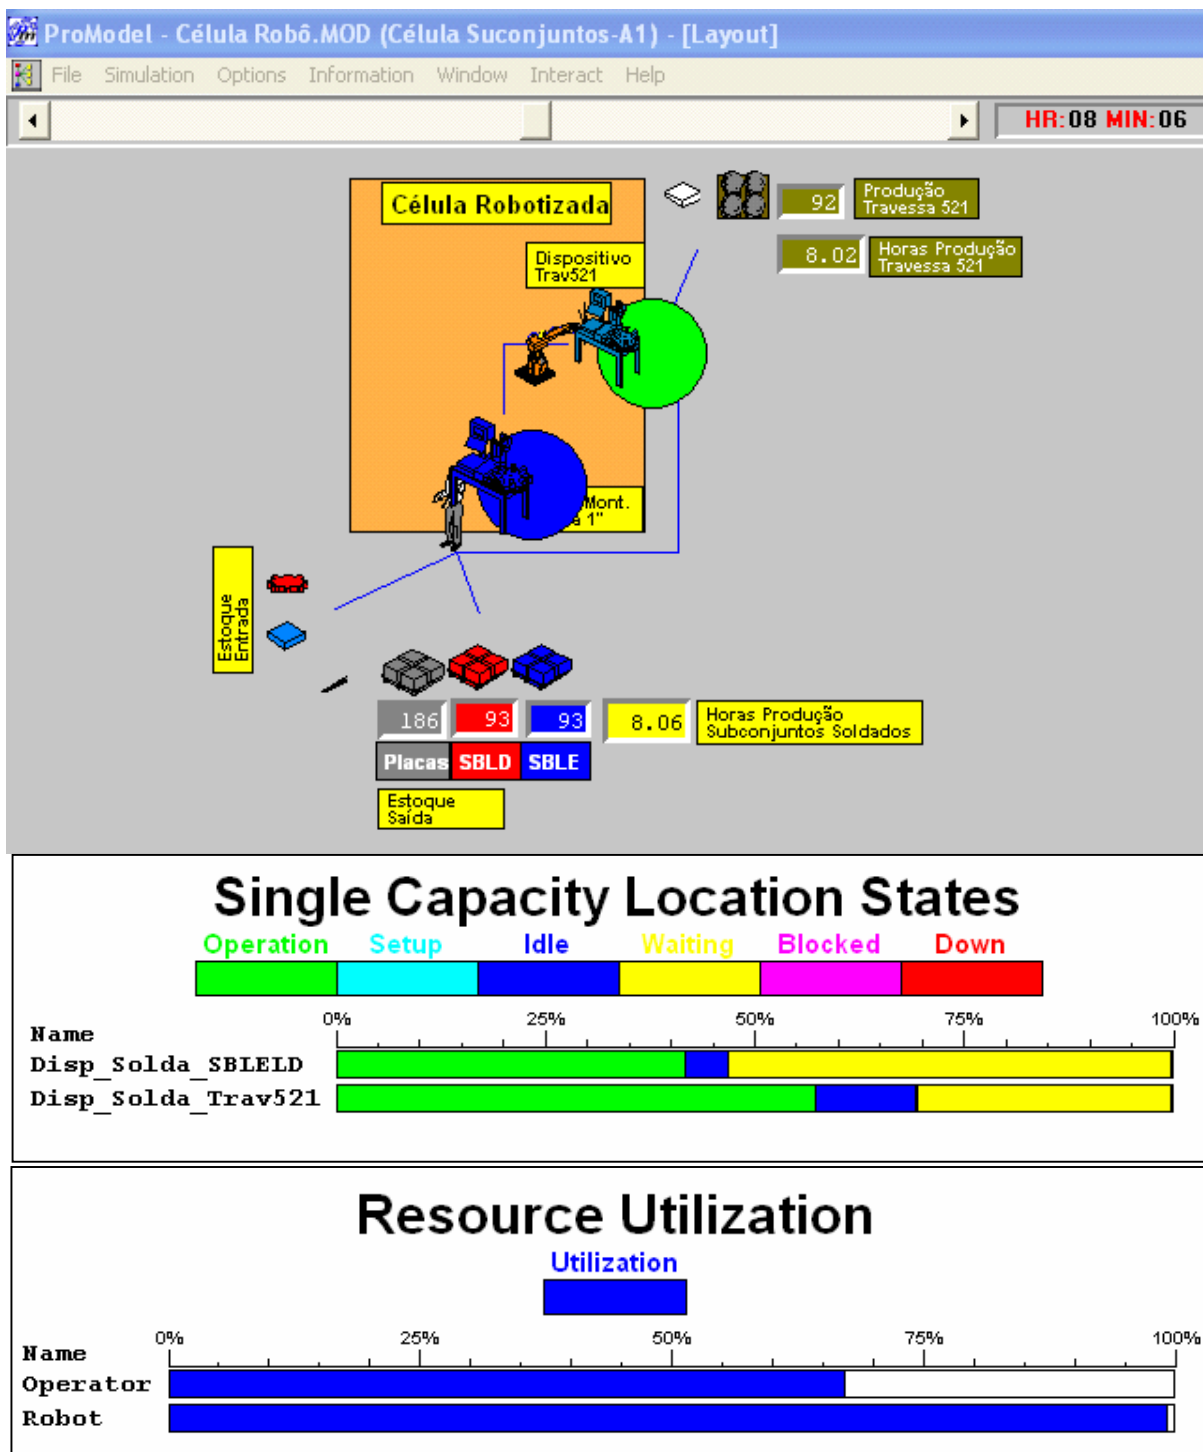 ProModel - Célula Robô.MOD (Célula Suconjuntos-A1) - [Layout]
File Simulation Options Information Window Interact Help
HR:08 MIN:06
Célula Robotizada
92
Produção
Travessa 521
8.02
Horas Produção
Travessa 521
Dispositivo
Trav521
Mont.
1"
Estoque
Entrada
186
93
93
8.06
Horas Produção
Subconjuntos Soldados
Placas
SBLD
SBLE
Estoque
Saída
Single Capacity Location States
Operation Setup Idle Waiting Blocked Down
0% 25% 50% 75% 100%
Name
Disp_Solda_SBLELD
Disp_Solda_Trav521
Resource Utilization
Utilization
0% 25% 50% 75% 100%
Name
Operator
Robot